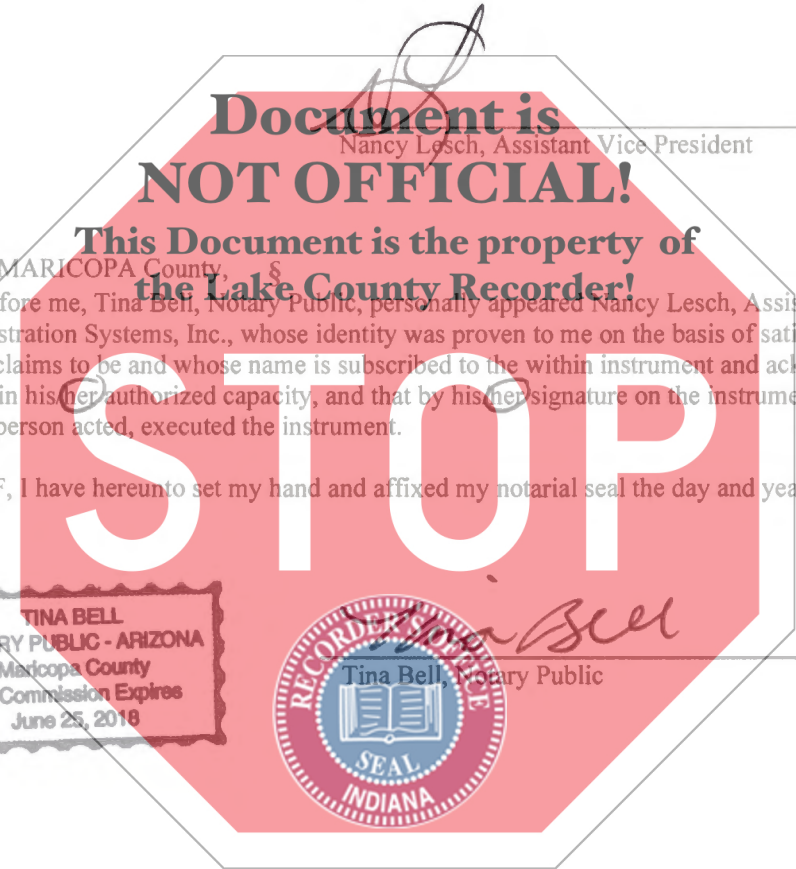 Document is
Nancy Lesch, Assistant Vice President
NOT OFFICIAL!
This Document is the property of
MARICOPA County, §
the Lake County Recorder!
fore me, Tina Bell, Notary Public, personally appeared Nancy Lesch, Assis
stration Systems, Inc., whose identity was proven to me on the basis of sati
claims to be and whose name is subscribed to the within instrument and ack
in his/her authorized capacity, and that by his/her signature on the instrume
person acted, executed the instrument.
STOP
F, I have hereunto set my hand and affixed my notarial seal the day and yea
TINA BELL
RY PUBLIC - ARIZONA
Maricopa County
Commission Expires
June 25, 2018
Tina Bell
Tina Bell, Notary Public
RECORDER'S OFFICE
SEAL
INDIANA